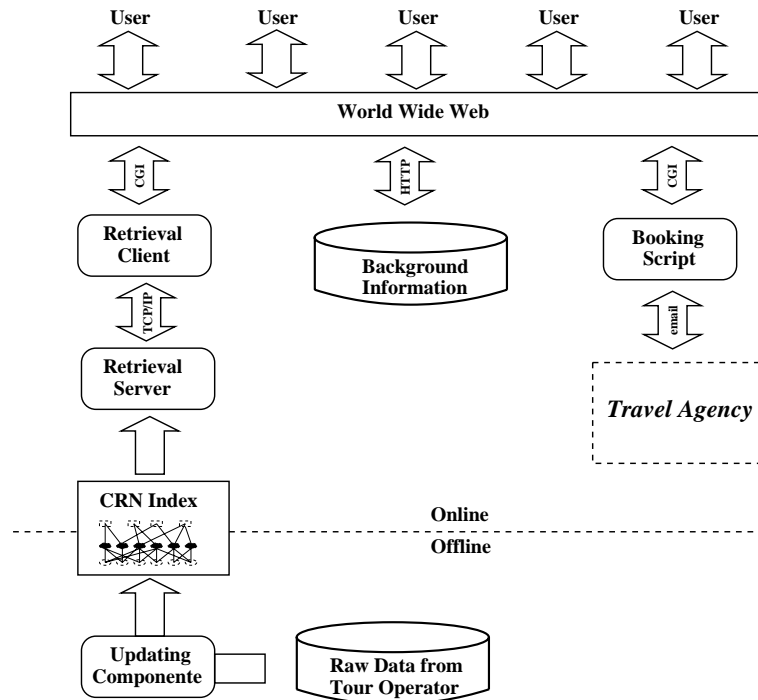 User User User User User
World Wide Web
CGI HTTP CGI
Retrieval
Client
Background
Information
Booking
Script
TCP/IP email
Retrieval
Server
Travel Agency
CRN Index
Online
Offline
Updating
Componente
Raw Data from
Tour Operator